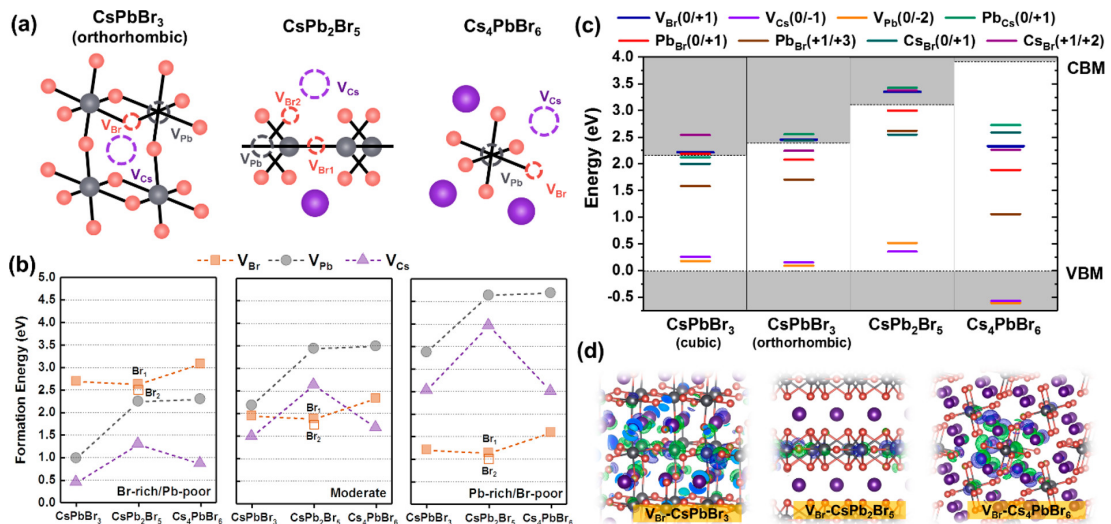 (a)
CsPbBr3
(orthorhombic)
CsPb2Br5
Cs4PbBr6
VBr
VPb
VCs
VBr2
VCs
VPb
VBr1
VCs
VPb
VBr
(b)
VBr VPb VCs
Formation Energy (eV)
5.0
4.5
4.0
3.5
3.0
2.5
2.0
1.5
1.0
0.5
0.0
Br1
Br2
Br-rich/Pb-poor
CsPbBr3 CsPb2Br5 Cs4PbBr6
Br1
Br2
Moderate
CsPbBr3 CsPb2Br5 Cs4PbBr6
Br1
Br2
Pb-rich/Br-poor
CsPbBr3 CsPb2Br5 Cs4PbBr6
(c)
VBr(0/+1) VCs(0/-1) VPb(0/-2) PbCs(0/+1)
PbBr(0/+1) PbBr(+1/+3) CsBr(0/+1) CsBr(+1/+2)
Energy (eV)
4.0
3.5
3.0
2.5
2.0
1.5
1.0
0.5
0.0
-0.5
CBM
VBM
CsPbBr3
(cubic)
CsPbBr3
(orthorhombic)
CsPb2Br5
Cs4PbBr6
(d)
VBr-CsPbBr3
VBr-CsPb2Br5
VBr-Cs4PbBr6